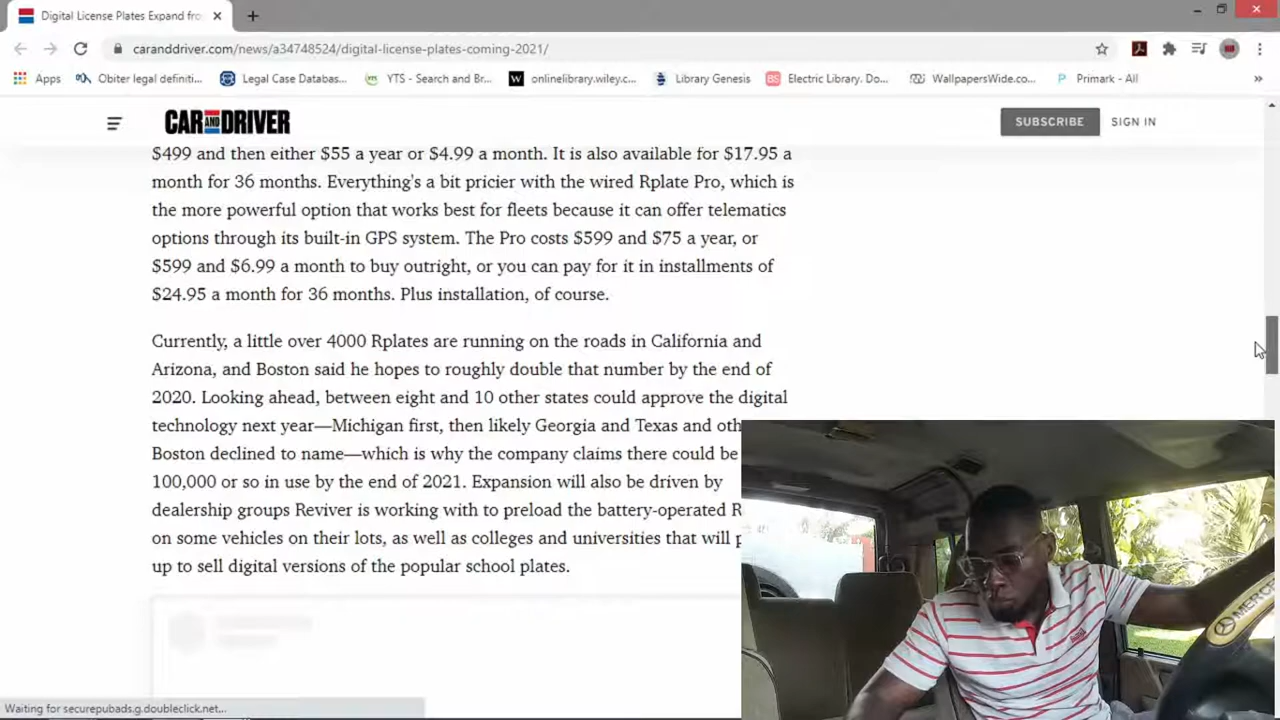 Digital License Plates Expand fro
caranddriver.com/news/a34748524/digital-license-plates-coming-2021/
Apps Obiter legal definiti... Legal Case Databas... YTS - Search and Br... onlinelibrary.wiley.c... Library Genesis Electric Library. Do... WallpapersWide.co... Primark - All
CAR AND DRIVER SUBSCRIBE SIGN IN
$499 and then either $55 a year or $4.99 a month. It is also available for $17.95 a
month for 36 months. Everything's a bit pricier with the wired Rplate Pro, which is
the more powerful option that works best for fleets because it can offer telematics
options through its built-in GPS system. The Pro costs $599 and $75 a year, or
$599 and $6.99 a month to buy outright, or you can pay for it in installments of
$24.95 a month for 36 months. Plus installation, of course.
Currently, a little over 4000 Rplates are running on the roads in California and
Arizona, and Boston said he hopes to roughly double that number by the end of
2020. Looking ahead, between eight and 10 other states could approve the digital
technology next year—Michigan first, then likely Georgia and Texas and oth
Boston declined to name—which is why the company claims there could be
100,000 or so in use by the end of 2021. Expansion will also be driven by
dealership groups Reviver is working with to preload the battery-operated R
on some vehicles on their lots, as well as colleges and universities that will p
up to sell digital versions of the popular school plates.
Waiting for securepubads.g.doubleclick.net...
MERC